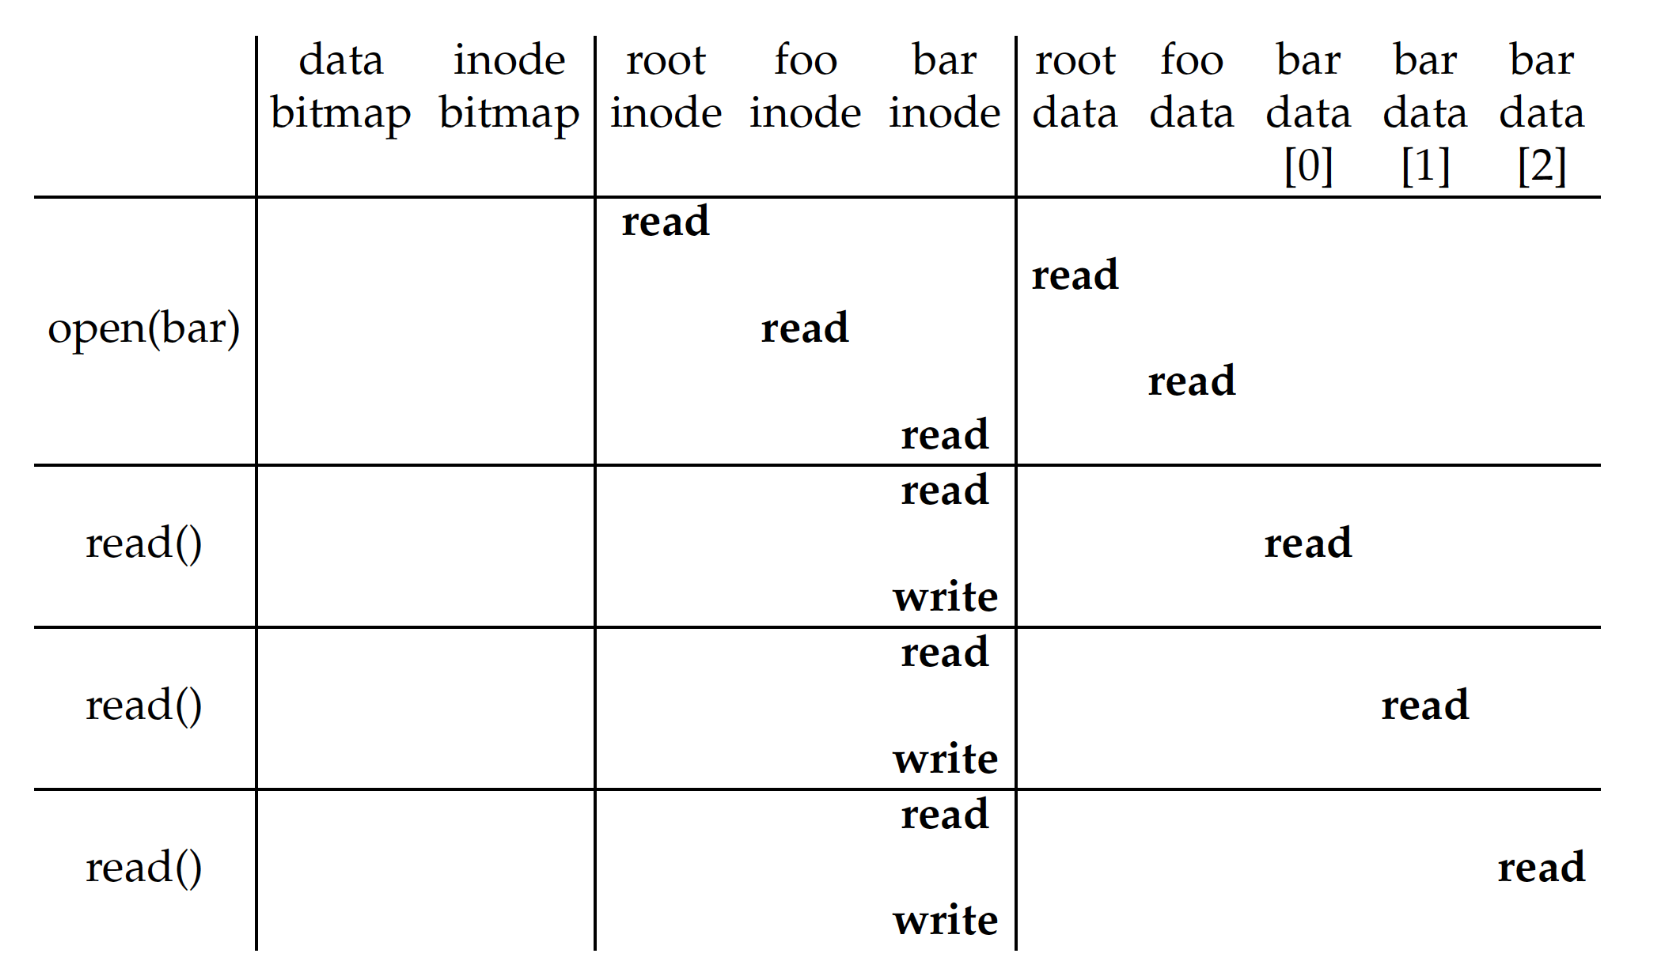 data inode root foo bar root foo bar bar bar
bitmap bitmap inode inode inode data data data data data
[0] [1] [2]
read
read
open(bar) read
read
read
read
read() read
write
read
read() read
write
read
read() read
write